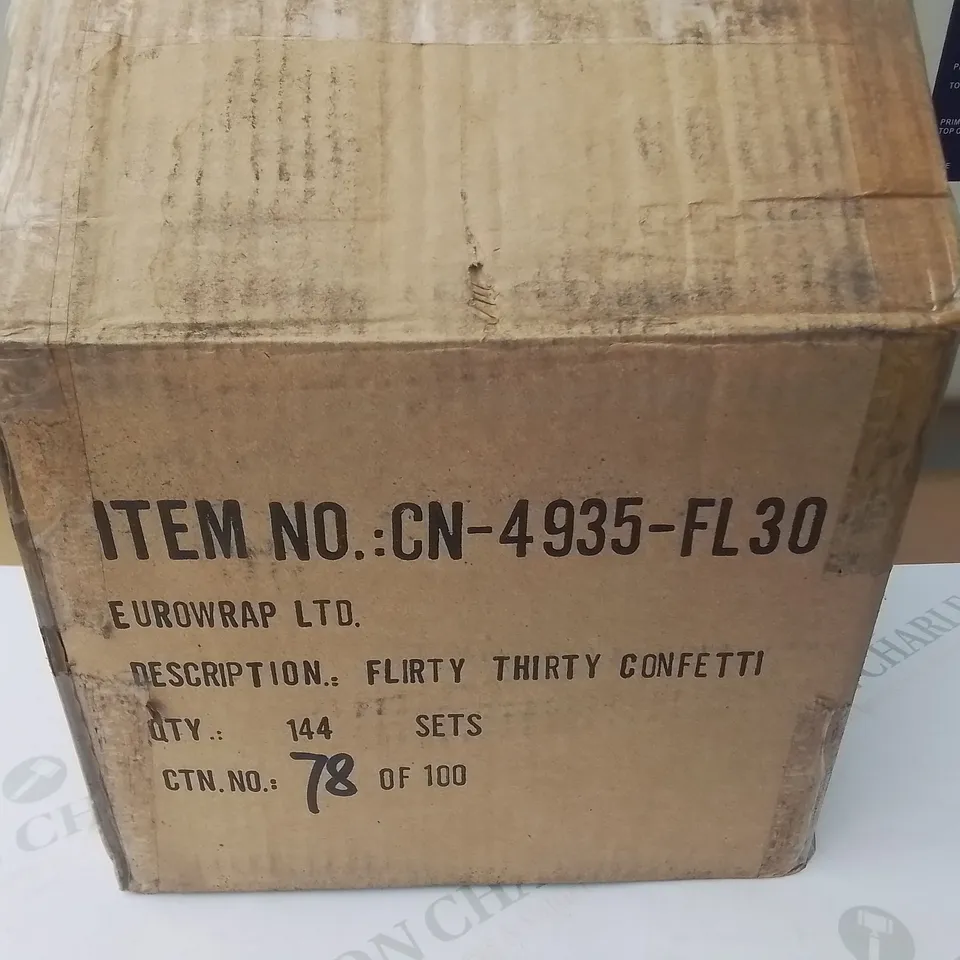 ITEM NO.:CN-4935-FL30
EUROWRAP LTD.
DESCRIPTION.: FLIRTY THIRTY CONFETTI
QTY.: 144 SETS
CTN.NO.: 78 OF 100